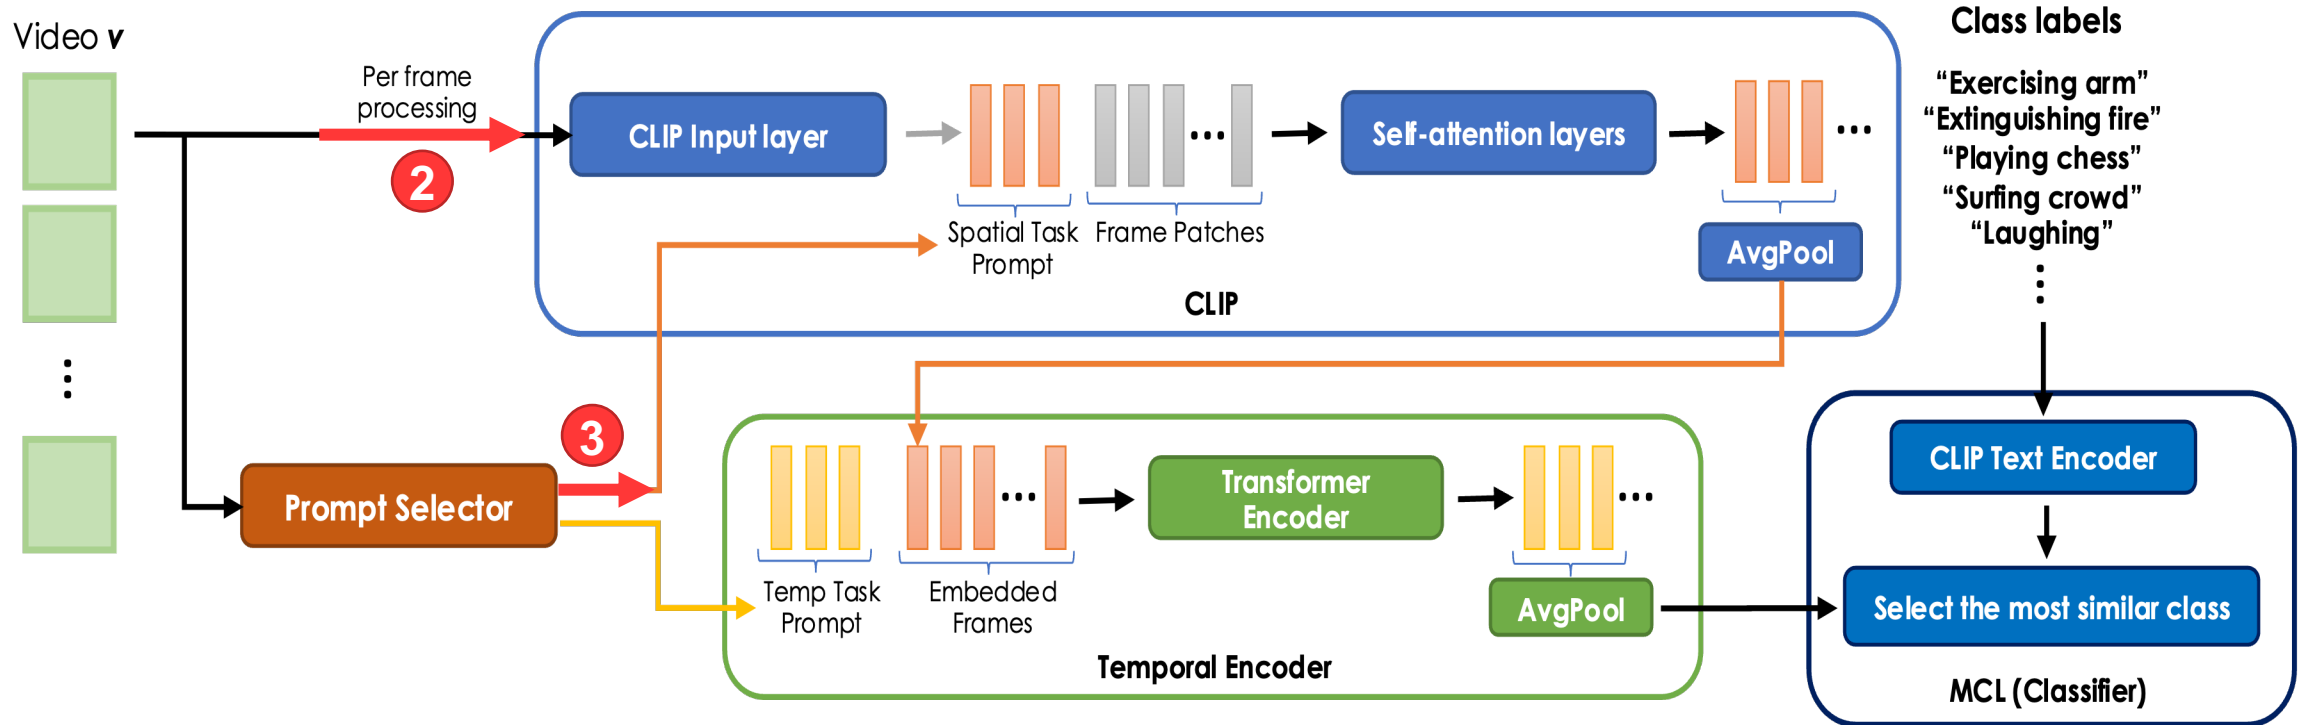 Video v
Per frame
processing
2
CLIP Input layer
Spatial Task
Prompt
Frame Patches
Self-attention layers
AvgPool
CLIP
Class labels
“Exercising arm”
“Extinguishing fire”
“Playing chess”
“Surfing crowd”
“Laughing”
3
Prompt Selector
Temp Task
Prompt
Embedded
Frames
Transformer
Encoder
AvgPool
Temporal Encoder
CLIP Text Encoder
Select the most similar class
MCL (Classifier)